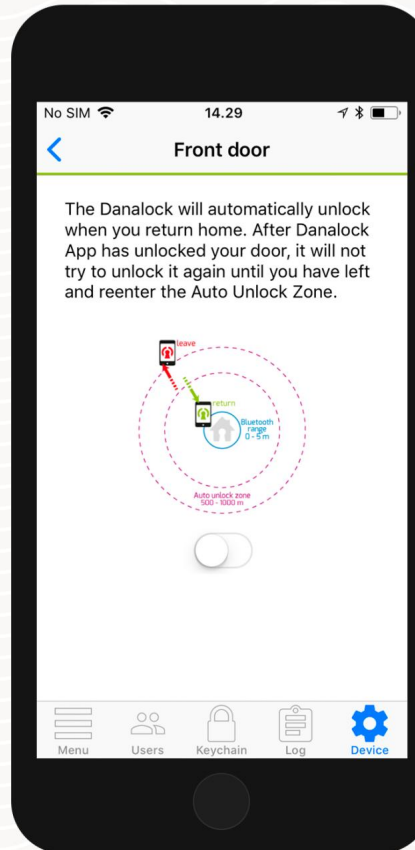 No SIM 14.29
Front door
The Danalock will automatically unlock
when you return home. After Danalock
App has unlocked your door, it will not
try to unlock it again until you have left
and reenter the Auto Unlock Zone.
leave
return
Bluetooth
range
0 - 5 m
Auto unlock zone
500 - 1000 m
Menu Users Keychain Log Device